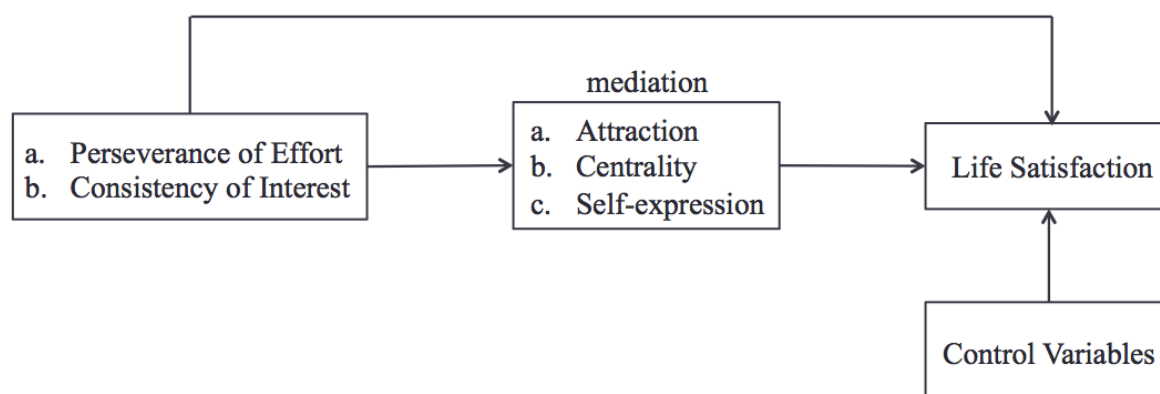 mediation
a. Perseverance of Effort
b. Consistency of Interest
a. Attraction
b. Centrality
c. Self-expression
Life Satisfaction
Control Variables